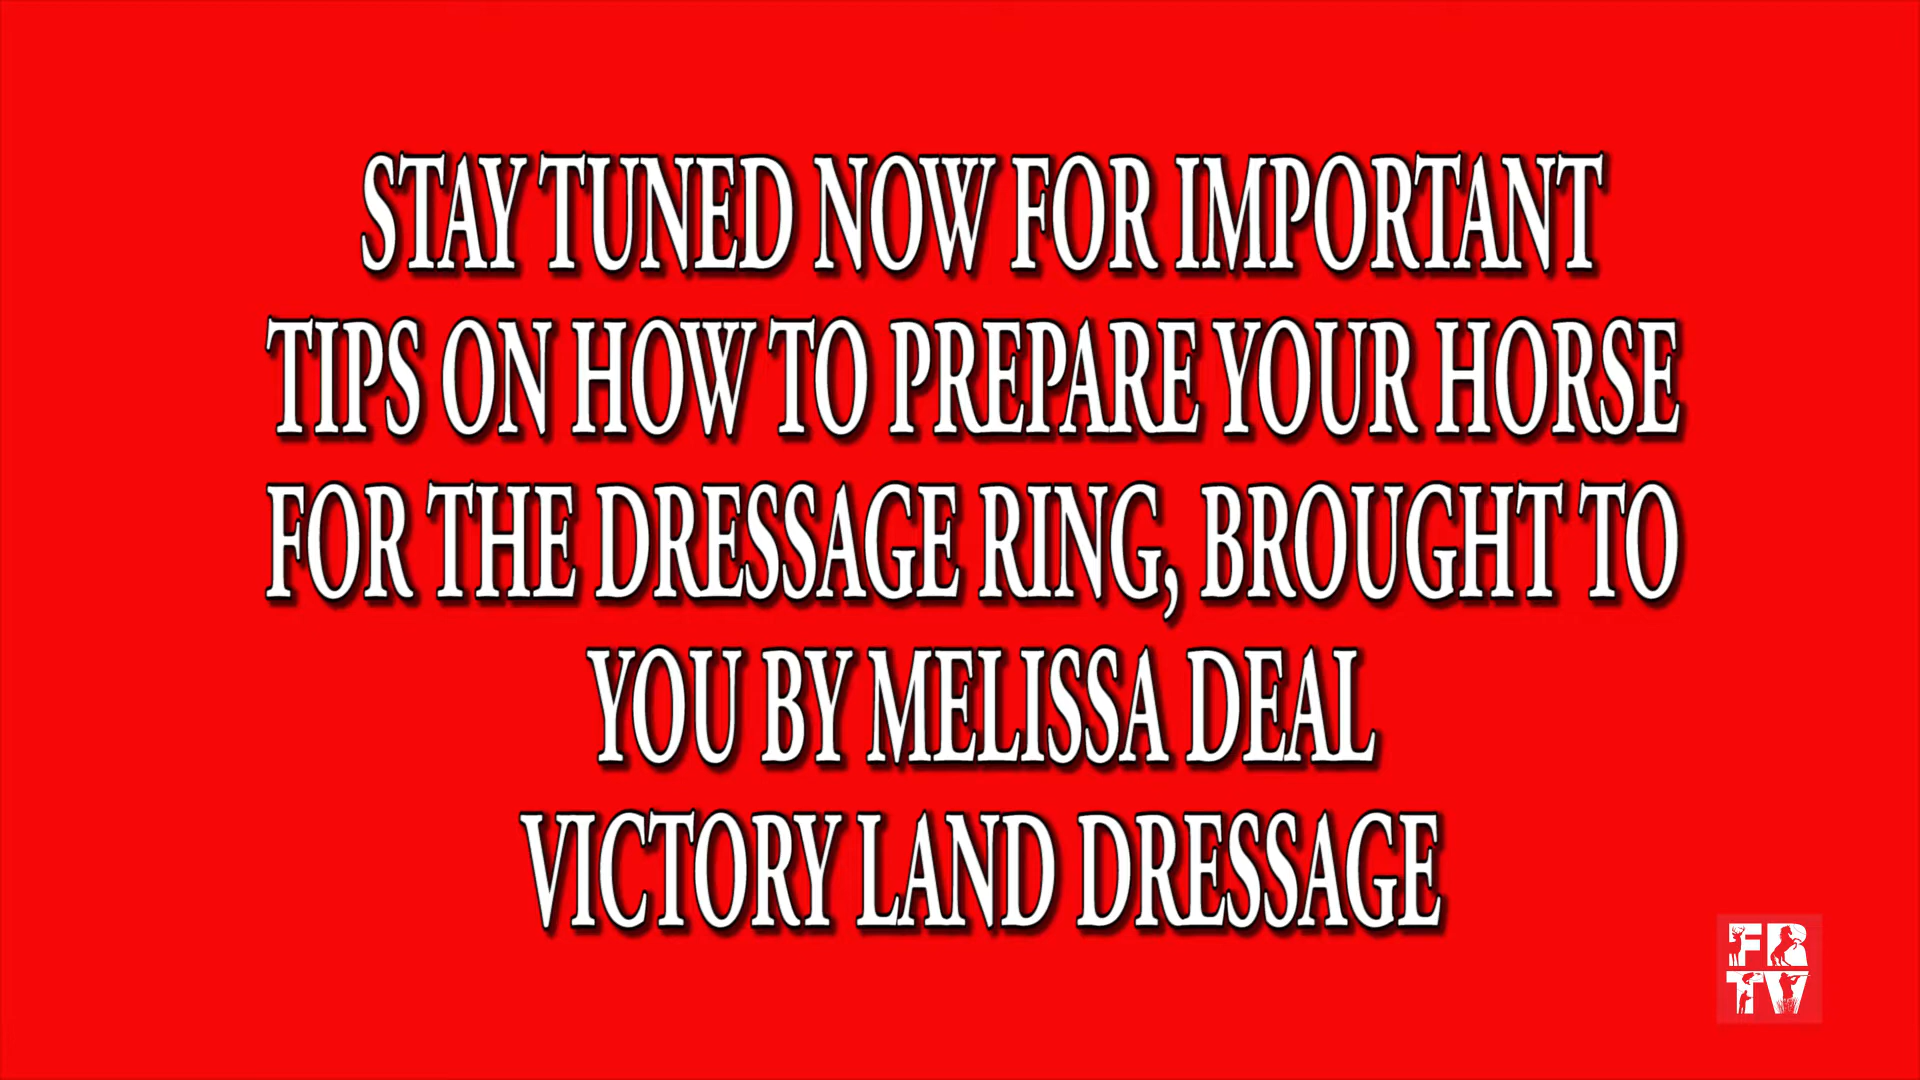 STAY TUNED NOW FOR IMPORTANT
TIPS ON HOW TO PREPARE YOUR HORSE
FOR THE DRESSAGE RING, BROUGHT TO
YOU BY MELISSA DEAL
VICTORY LAND DRESSAGE
FR
TV